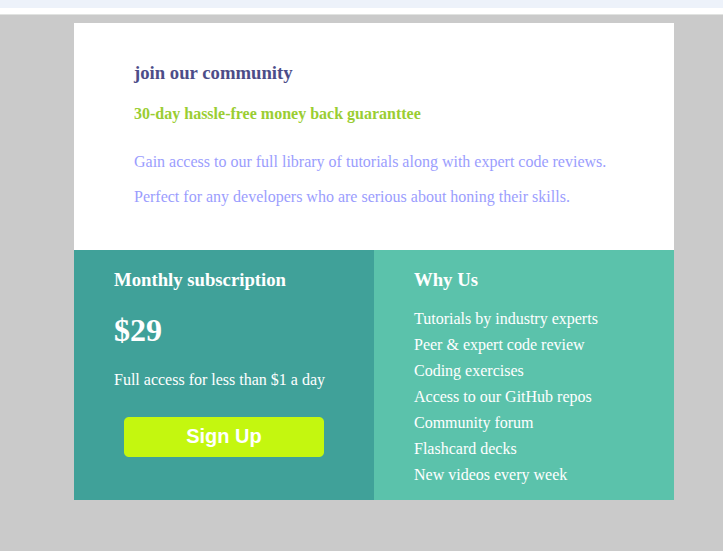 join our community
30-day hassle-free money back guaranttee
Gain access to our full library of tutorials along with expert code reviews.
Perfect for any developers who are serious about honing their skills.
Monthly subscription
$29
Full access for less than $1 a day
Sign Up
Why Us
Tutorials by industry experts
Peer & expert code review
Coding exercises
Access to our GitHub repos
Community forum
Flashcard decks
New videos every week